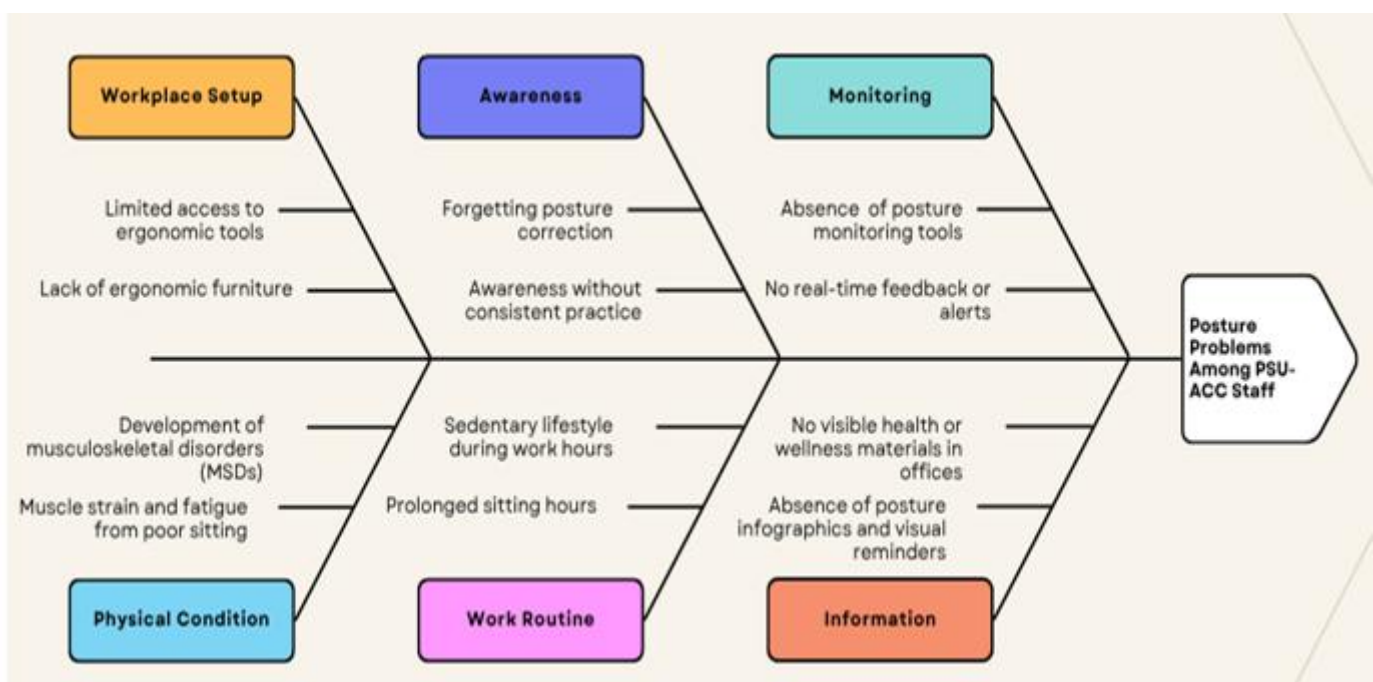 Workplace Setup
Awareness
Monitoring
Limited access to
ergonomic tools
Lack of ergonomic furniture
Forgetting posture
correction
Awareness without
consistent practice
Absence of posture
monitoring tools
No real-time feedback or
alerts
Posture
Problems
Among PSU-
ACC Staff
Development of
musculoskeletal disorders
(MSDs)
Muscle strain and fatigue
from poor sitting
Sedentary lifestyle
during work hours
Prolonged sitting hours
No visible health or
wellness materials in
offices
Absence of posture
infographics and visual
reminders
Physical Condition
Work Routine
Information